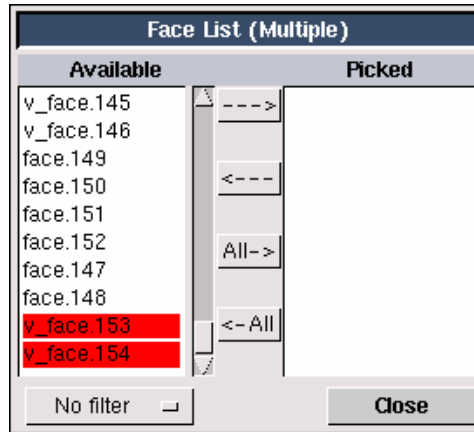 Face List (Multiple)
Available
Picked
v_face.145
v_face.146
face.149
face.150
face.151
face.152
face.147
face.148
v_face.153
v_face.154
--->
<---
All->
<-All
No filter
Close